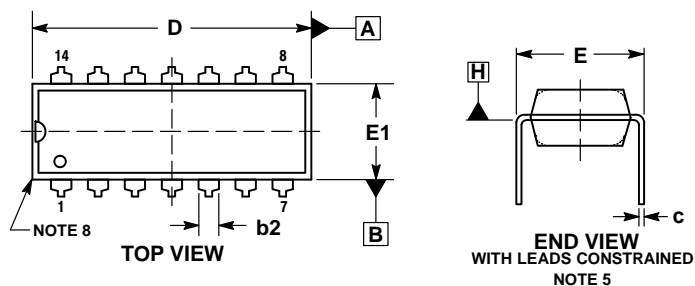 D
A
14
8
E1
1
7
NOTE 8
b2
B
TOP VIEW
H
E
c
END VIEW
WITH LEADS CONSTRAINED
NOTE 5